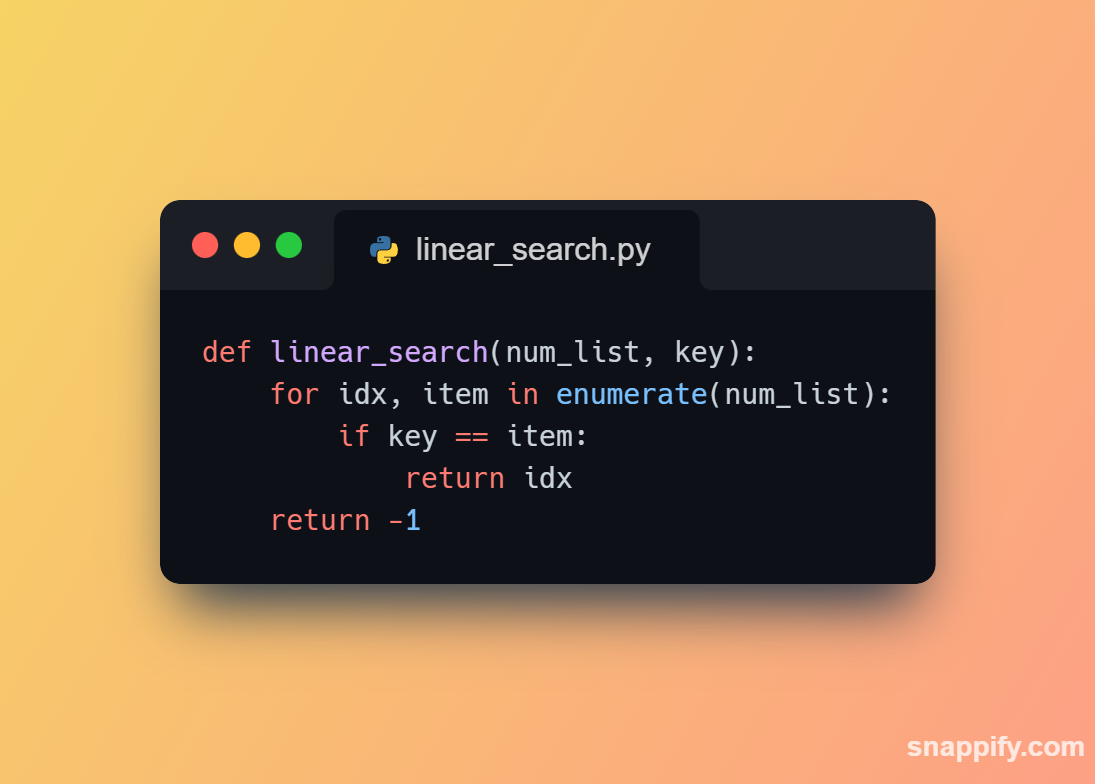 linear_search.py
def linear_search(num_list, key):
    for idx, item in enumerate(num_list):
        if key == item:
            return idx
    return -1
snappify.com